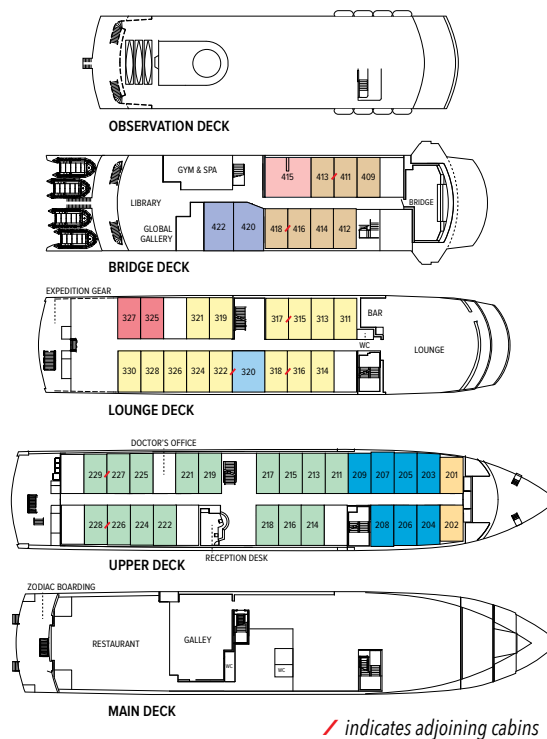 OBSERVATION DECK
GYM & SPA
415
413
411
409
LIBRARY
BRIDGE
GLOBAL
GALLERY
422
420
418
416
414
412
BRIDGE DECK
EXPEDITION GEAR
327
325
321
319
317
315
313
311
BAR
WC
LOUNGE
330
328
326
324
322
320
318
316
314
LOUNGE DECK
DOCTOR'S OFFICE
229
227
225
221
219
217
215
213
211
209
207
205
203
201
228
226
224
222
218
216
214
208
206
204
202
RECEPTION DESK
UPPER DECK
ZODIAC BOARDING
RESTAURANT
GALLEY
WC
WC
MAIN DECK
indicates adjoining cabins